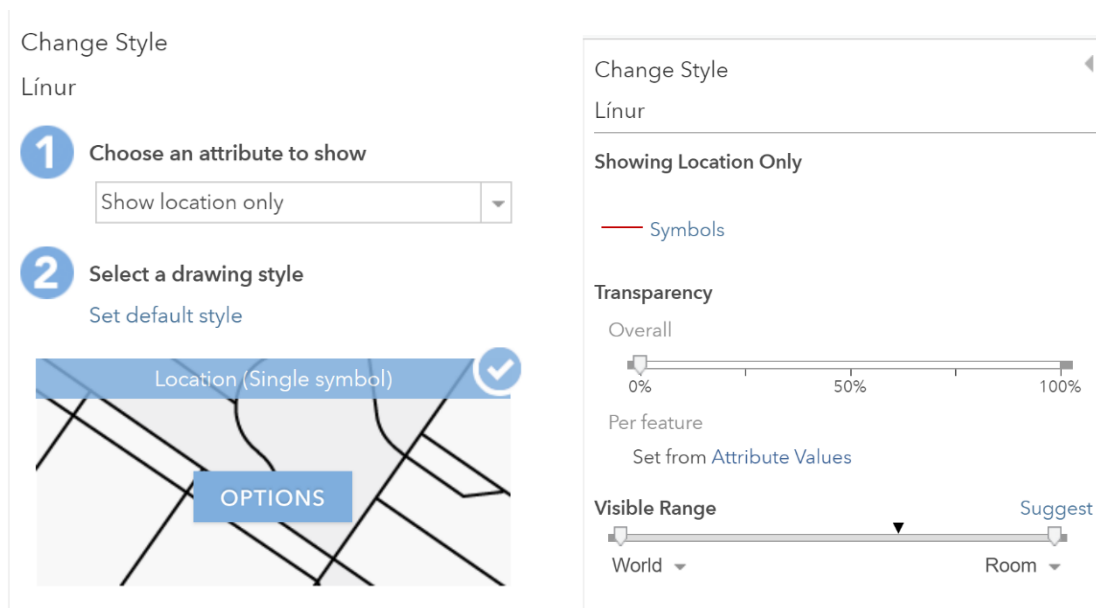 Change Style
Línur
1 Choose an attribute to show
Show location only
2 Select a drawing style
Set default style
Location (Single symbol)
OPTIONS
Change Style
Línur
Showing Location Only
Symbols
Transparency
Overall
0% 50% 100%
Per feature
Set from Attribute Values
Visible Range Suggest
World Room